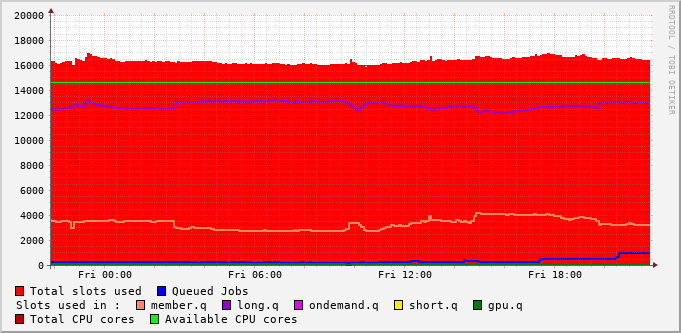 20000
18000
16000
14000
12000
10000
8000
6000
4000
2000
0
Fri 00:00 Fri 06:00 Fri 12:00 Fri 18:00
RRDTOOL / TOBI OETIKER
Total slots used Queued Jobs
Slots used in : member.q long.q ondemand.q short.q gpu.q
Total CPU cores Available CPU cores